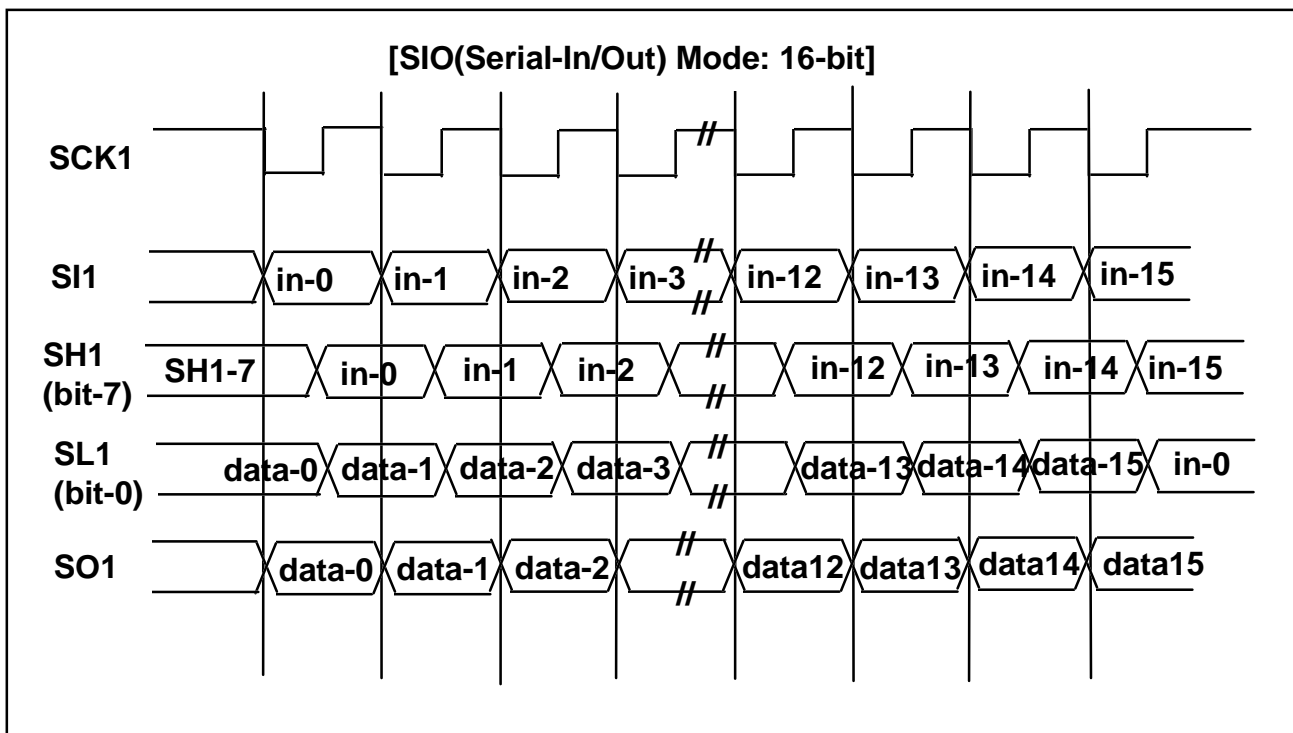 [SIO(Serial-In/Out) Mode: 16-bit]
SCK1
//
SI1 in-0 in-1 in-2 in-3 // in-12 in-13 in-14 in-15
//
SH1 SH1-7 in-0 in-1 in-2 // in-12 in-13 in-14 in-15
(bit-7) //
SL1 data-0 data-1 data-2 data-3 // data-13 data-14 data-15 in-0
(bit-0) //
SO1 data-0 data-1 data-2 // data12 data13 data14 data15
//